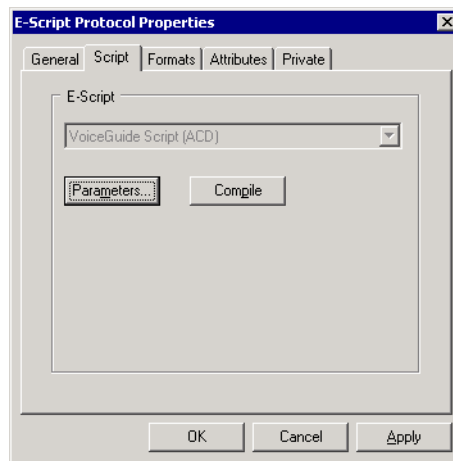 E-Script Protocol Properties
General Script Formats Attributes Private
E-Script
VoiceGuide Script (ACD)
Parameters... Compile
OK Cancel Apply